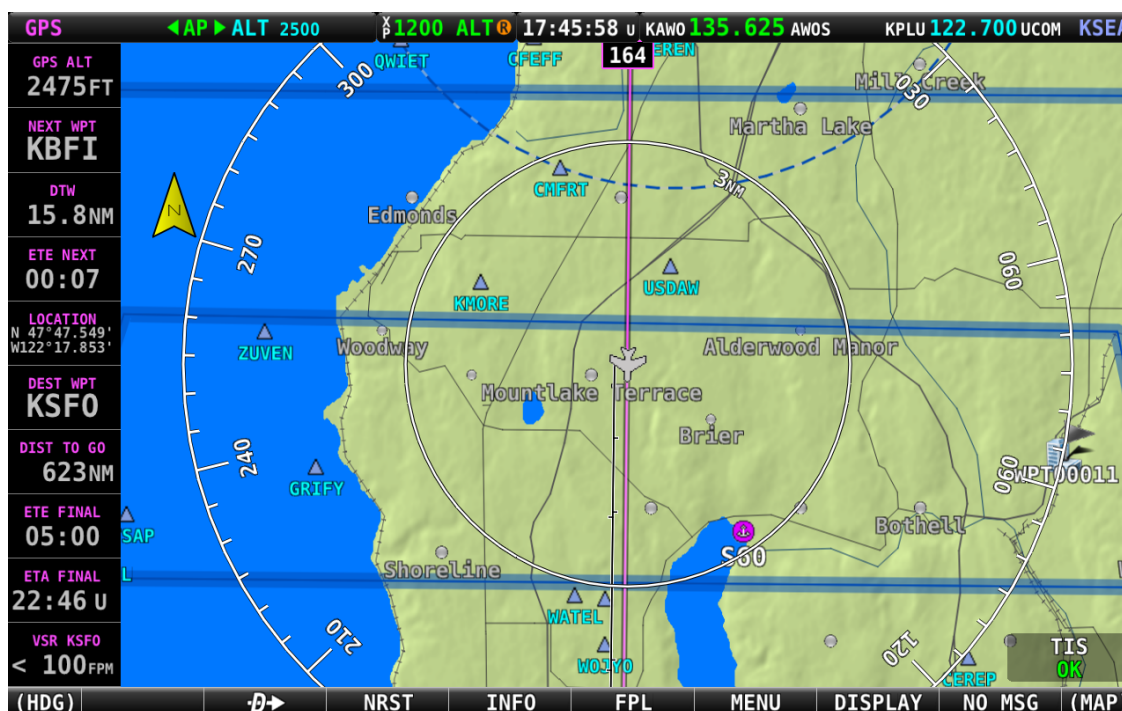 GPS
AP ALT 2500
XP 1200 ALT R
17:45:58 U
KAWO 135.625 AWOS
KPLU 122.700 UCOM
KSEA
GPS ALT
2475FT
NEXT WPT
KBFI
DTW
15.8NM
ETE NEXT
00:07
LOCATION
N 47°47.549'
W122°17.853'
DEST WPT
KSFO
DIST TO GO
623NM
ETE FINAL
05:00
ETA FINAL
22:46 U
VSR KSFO
< 100FPM
QWIET
CFEFF
EREN
164
300
030
Mill Creek
Martha Lake
N
CMFRT
3NM
Edmonds
270
060
KMORE
USDAW
ZUVEN
Woodway
Alderwood Manor
Mountlake Terrace
Brier
240
090
WPT00011
GRIFY
SAP
Bothell
S60
Shoreline
L
WATEL
210
WOJYO
120
CEREP
TIS
OK
(HDG)
D
NRST
INFO
FPL
MENU
DISPLAY
NO MSG
(MAP